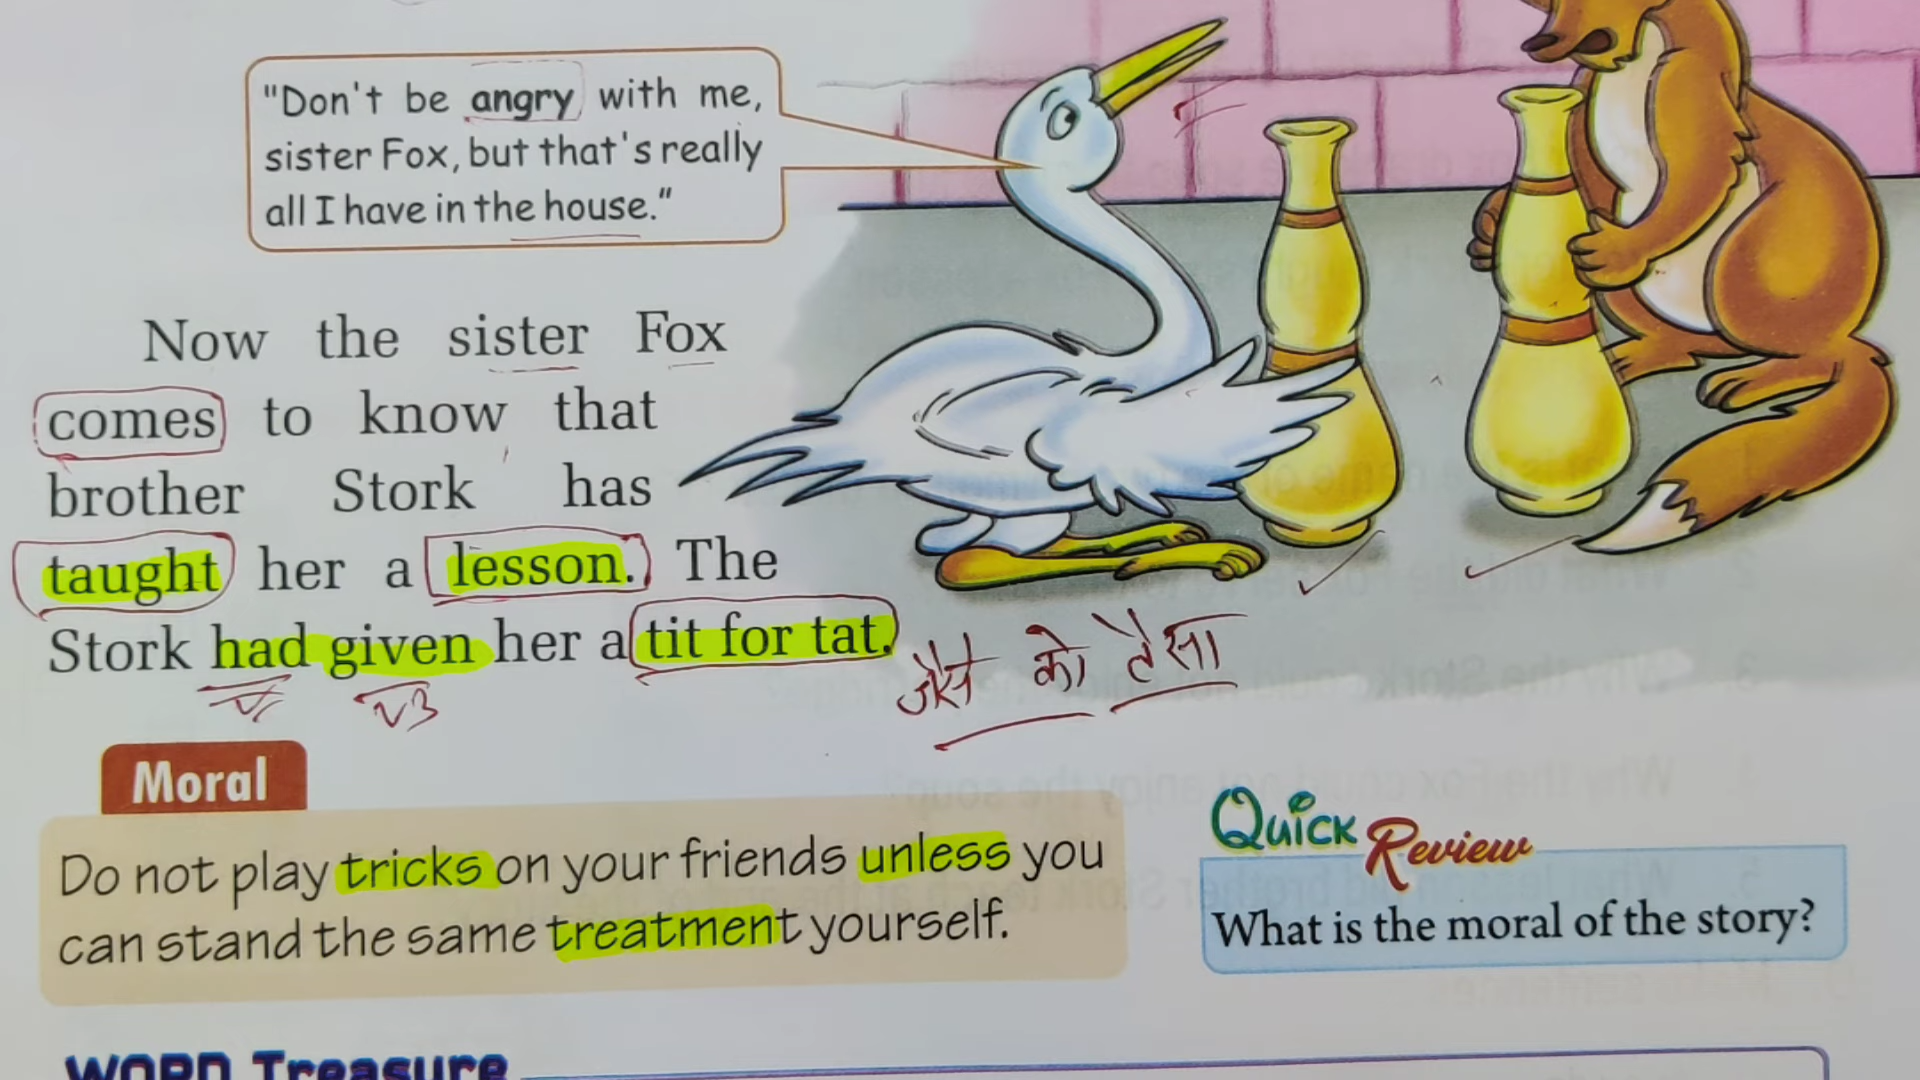 "Don't be angry with me,
sister Fox, but that's really
all I have in the house."
Now the sister Fox
comes to know that
brother Stork has
taught her a lesson. The
Stork had given her a tit for tat.
जैसे को तैसा
V3
Moral
Do not play tricks on your friends unless you
can stand the same treatment yourself.
Quick Review
What is the moral of the story?
WORD Treasure